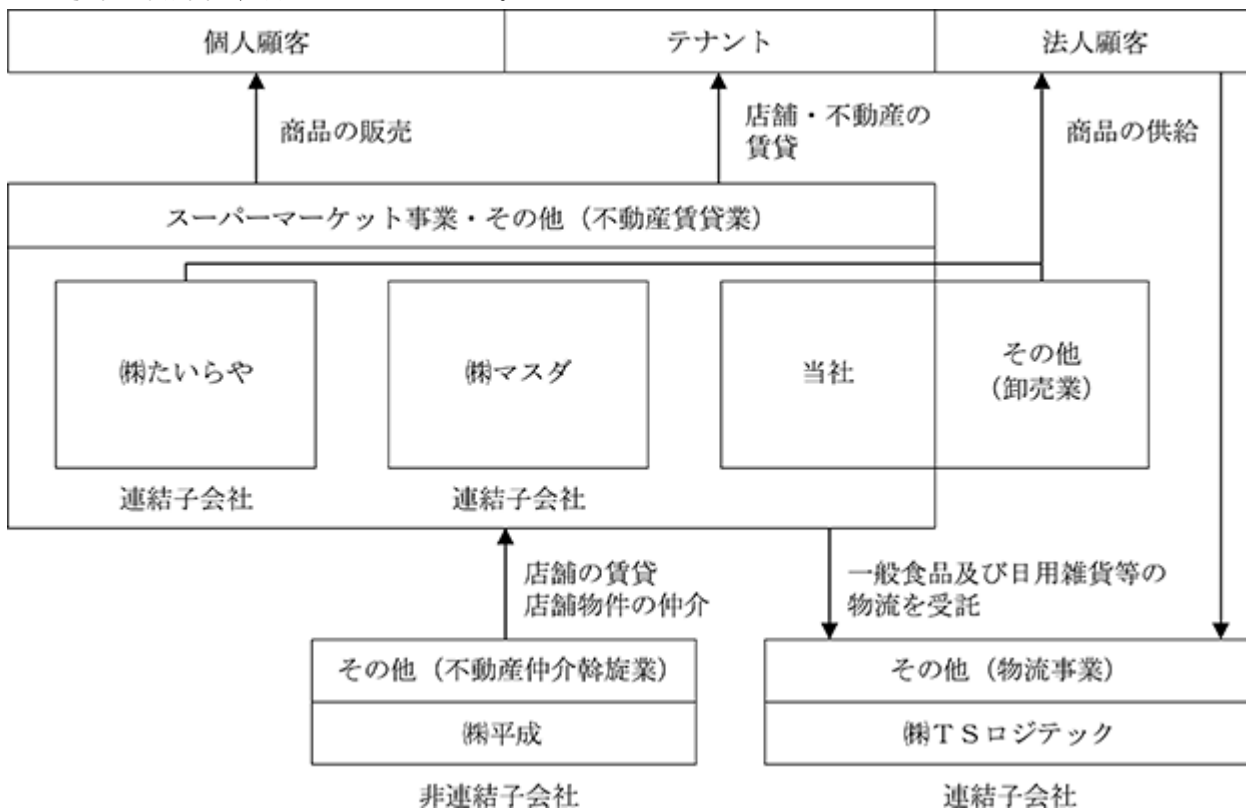 個人顧客
テナント
法人顧客
商品の販売
店舗・不動産の
賃貸
商品の供給
スーパーマーケット事業・その他（不動産賃貸業）
㈱たいらや
㈱マスダ
当社
その他
（卸売業）
連結子会社
連結子会社
店舗の賃貸
店舗物件の仲介
一般食品及び日用雑貨等の
物流を受託
その他（不動産仲介斡旋業）
㈱平成
非連結子会社
その他（物流事業）
㈱ＴＳロジテック
連結子会社